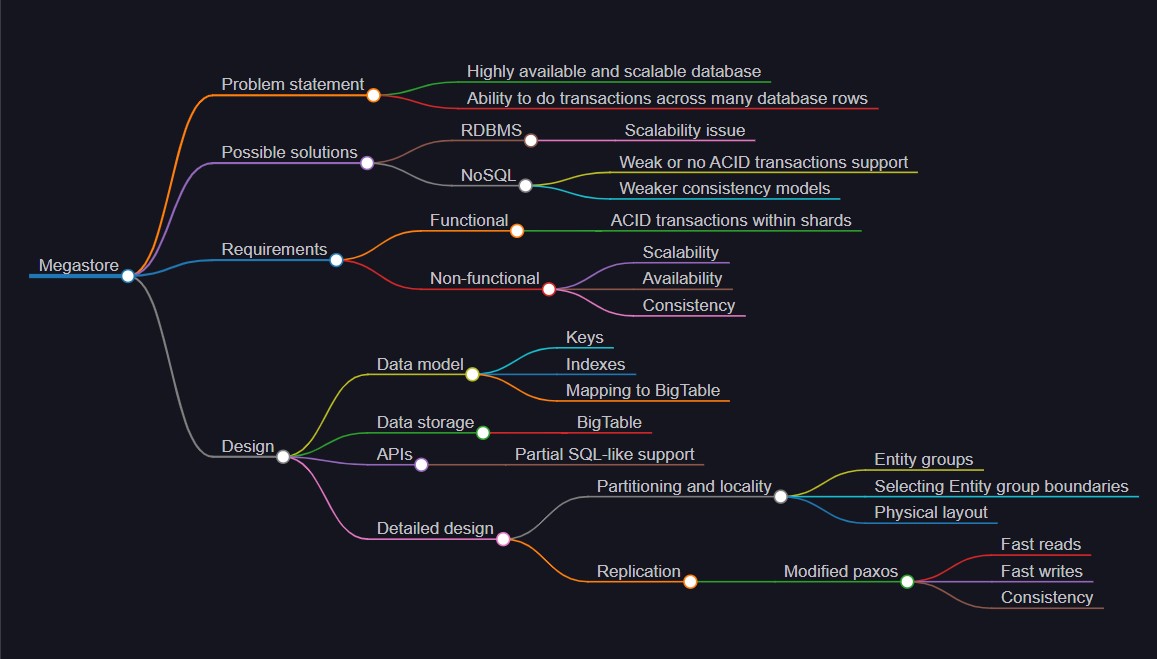 Megastore
Problem statement
Highly available and scalable database
Ability to do transactions across many database rows
Possible solutions
RDBMS
Scalability issue
NoSQL
Weak or no ACID transactions support
Weaker consistency models
Requirements
Functional
ACID transactions within shards
Non-functional
Scalability
Availability
Consistency
Design
Data model
Keys
Indexes
Mapping to BigTable
Data storage
BigTable
APIs
Partial SQL-like support
Detailed design
Partitioning and locality
Entity groups
Selecting Entity group boundaries
Physical layout
Replication
Modified paxos
Fast reads
Fast writes
Consistency